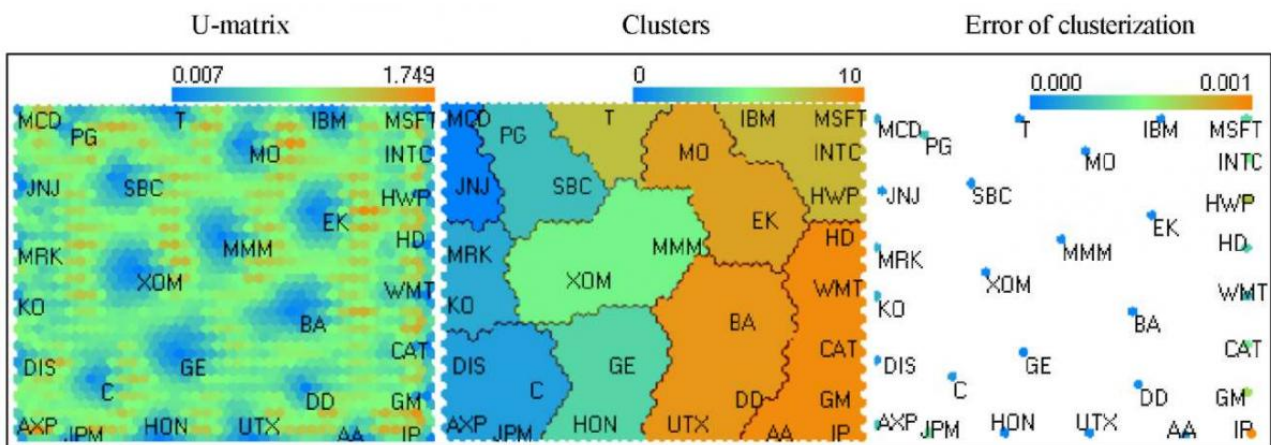 U-matrix Clusters Error of clusterization
0.007 1.749 0 10 0.000 0.001
MCD T IBM MSFT
PG MO INTC
JNJ SBC HWP
EK
MRK MMM HD
XOM
KO WMT
BA
DIS GE CAT
C DD GM
AXP JPM HON UTX AA IP
MCD PG T IBM MSFT
MO INTC
JNJ SBC HWP
EK
MRK MMM HD
XOM
KO WMT
BA
DIS GE CAT
C DD GM
AXP JPM HON UTX AA IP
MCD PG T IBM MSFT
MO INTC
JNJ SBC HWP
EK
MRK MMM HD
XOM
KO WMT
BA
DIS GE CAT
C DD GM
AXP JPM HON UTX AA IP